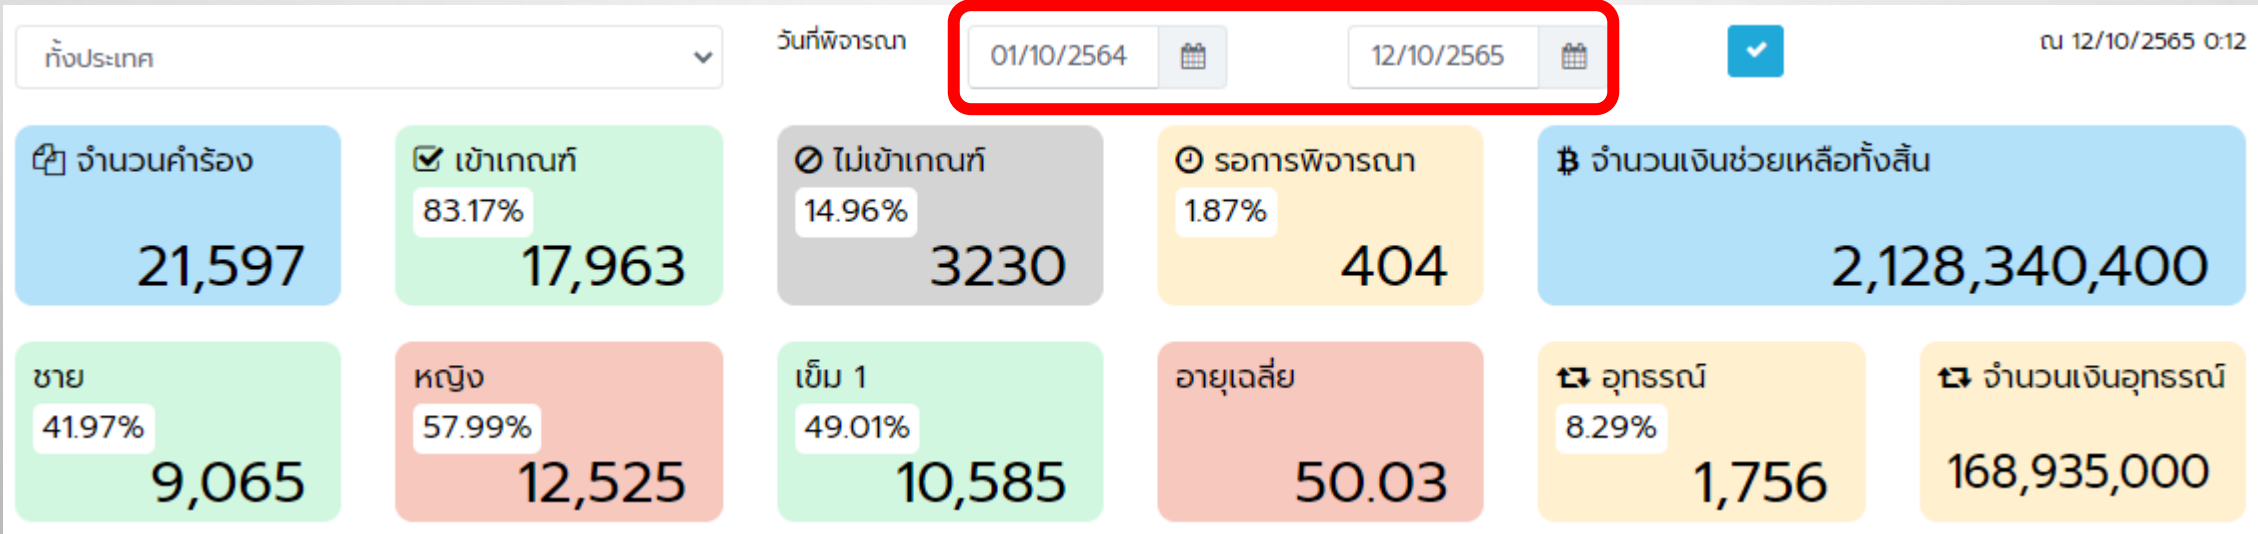 ทั้งประเทศ
วันที่พิจารณา
01/10/2564
12/10/2565
ณ 12/10/2565 0:12
จำนวนคำร้อง
21,597
เข้าเกณฑ์
83.17%
17,963
ไม่เข้าเกณฑ์
14.96%
3230
รอการพิจารณา
1.87%
404
จำนวนเงินช่วยเหลือทั้งสิ้น
2,128,340,400
ชาย
41.97%
9,065
หญิง
57.99%
12,525
เข็ม 1
49.01%
10,585
อายุเฉลี่ย
50.03
อุทธรณ์
8.29%
1,756
จำนวนเงินอุทธรณ์
168,935,000